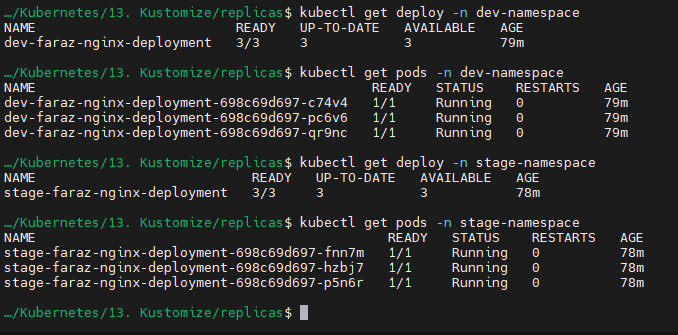 …/Kubernetes/13. Kustomize/replicas$ kubectl get deploy -n dev-namespace
NAME READY UP-TO-DATE AVAILABLE AGE
dev-faraz-nginx-deployment 3/3 3 3 79m
…/Kubernetes/13. Kustomize/replicas$ kubectl get pods -n dev-namespace
NAME READY STATUS RESTARTS AGE
dev-faraz-nginx-deployment-698c69d697-c74v4 1/1 Running 0 79m
dev-faraz-nginx-deployment-698c69d697-pc6v6 1/1 Running 0 79m
dev-faraz-nginx-deployment-698c69d697-qr9nc 1/1 Running 0 79m
…/Kubernetes/13. Kustomize/replicas$ kubectl get deploy -n stage-namespace
NAME READY UP-TO-DATE AVAILABLE AGE
stage-faraz-nginx-deployment 3/3 3 3 78m
…/Kubernetes/13. Kustomize/replicas$ kubectl get pods -n stage-namespace
NAME READY STATUS RESTARTS AGE
stage-faraz-nginx-deployment-698c69d697-fnn7m 1/1 Running 0 78m
stage-faraz-nginx-deployment-698c69d697-hzbj7 1/1 Running 0 78m
stage-faraz-nginx-deployment-698c69d697-p5n6r 1/1 Running 0 78m
…/Kubernetes/13. Kustomize/replicas$